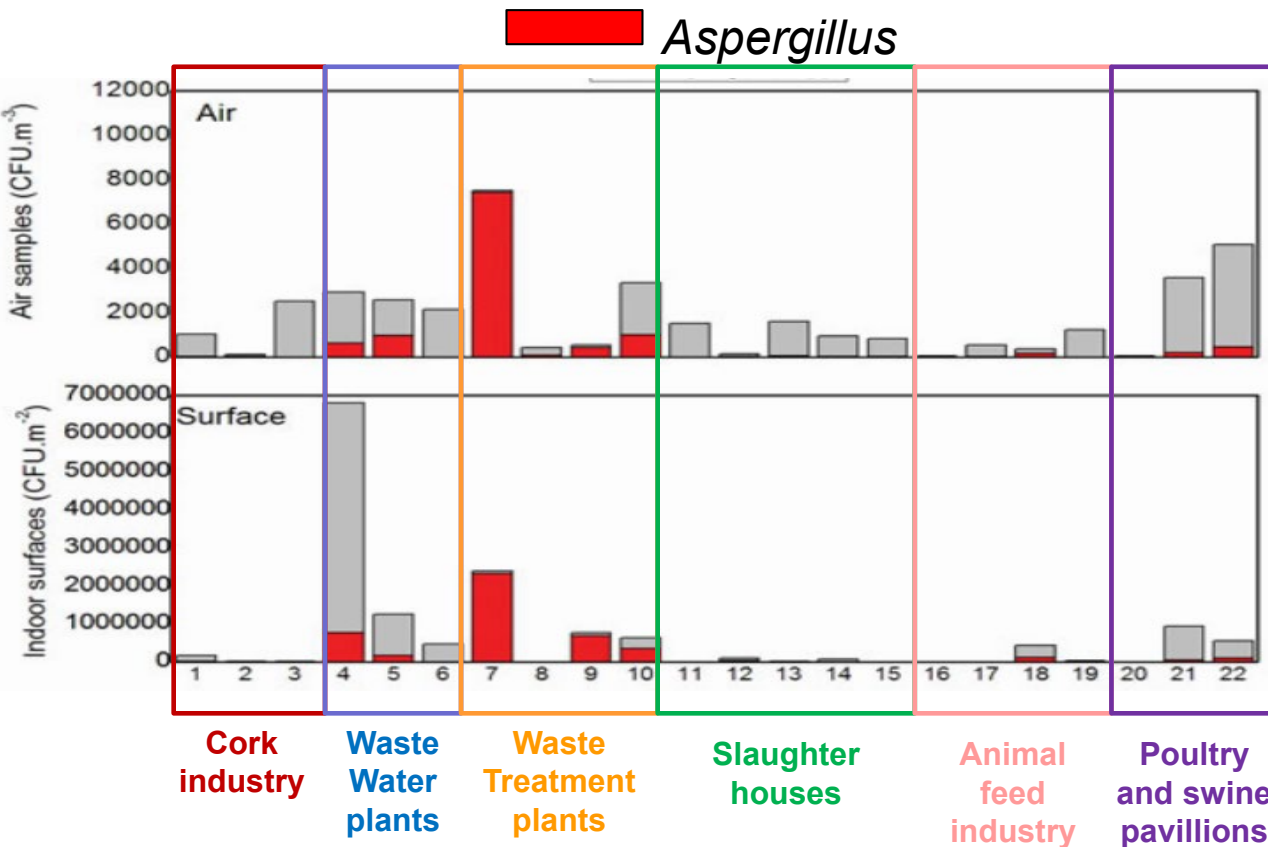 Aspergillus
Air samples (CFU.m-3)
12000
10000
8000
6000
4000
2000
0
Air
Indoor surfaces (CFU.m-2)
7000000
6000000
5000000
4000000
3000000
2000000
1000000
0
Surface
1 2 3 4 5 6 7 8 9 10 11 12 13 14 15 16 17 18 19 20 21 22
Cork
industry
Waste
Water
plants
Waste
Treatment
plants
Slaughter
houses
Animal
feed
industry
Poultry
and swine
pavillions